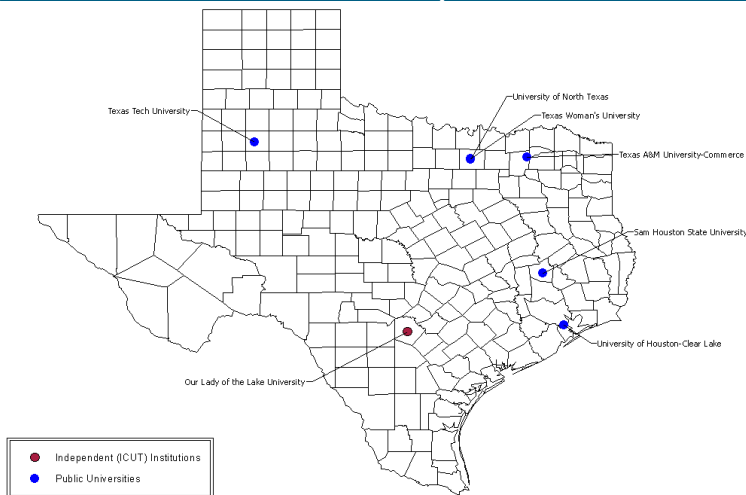 University of North Texas
Texas Tech University
Texas Woman's University
Texas A&M University-Commerce
Sam Houston State University
University of Houston-Clear Lake
Our Lady of the Lake University
Independent (ICUT) Institutions
Public Universities